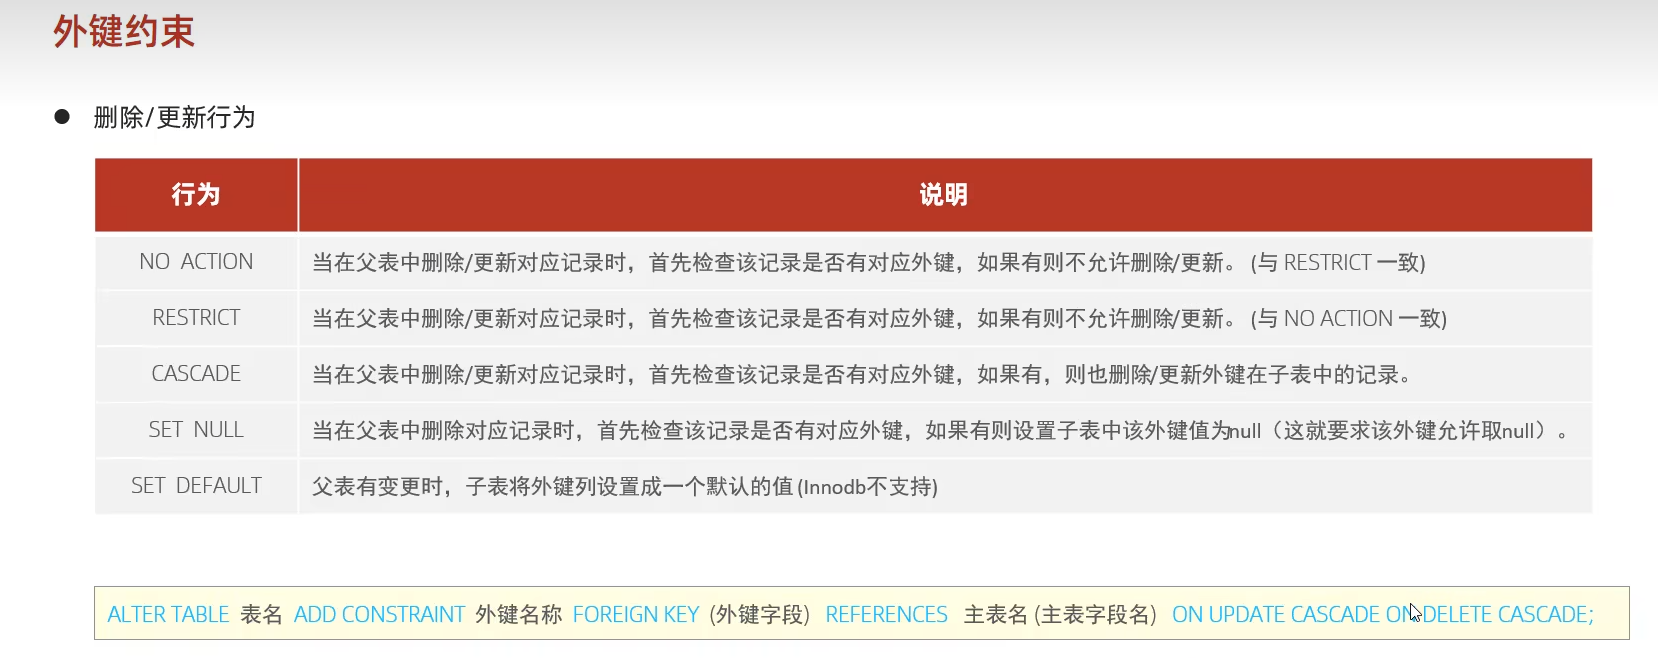 外键约束
● 删除/更新行为
行为 说明
NO ACTION 当在父表中删除/更新对应记录时，首先检查该记录是否有对应外键，如果有则不允许删除/更新。 (与 RESTRICT 一致)
RESTRICT 当在父表中删除/更新对应记录时，首先检查该记录是否有对应外键，如果有则不允许删除/更新。 (与 NO ACTION 一致)
CASCADE 当在父表中删除/更新对应记录时，首先检查该记录是否有对应外键，如果有，则也删除/更新外键在子表中的记录。
SET NULL 当在父表中删除对应记录时，首先检查该记录是否有对应外键，如果有则设置子表中该外键值为null（这就要求该外键允许取null）。
SET DEFAULT 父表有变更时，子表将外键列设置成一个默认的值 (Innodb不支持)
ALTER TABLE 表名 ADD CONSTRAINT 外键名称 FOREIGN KEY (外键字段) REFERENCES 主表名 (主表字段名) ON UPDATE CASCADE ON DELETE CASCADE;